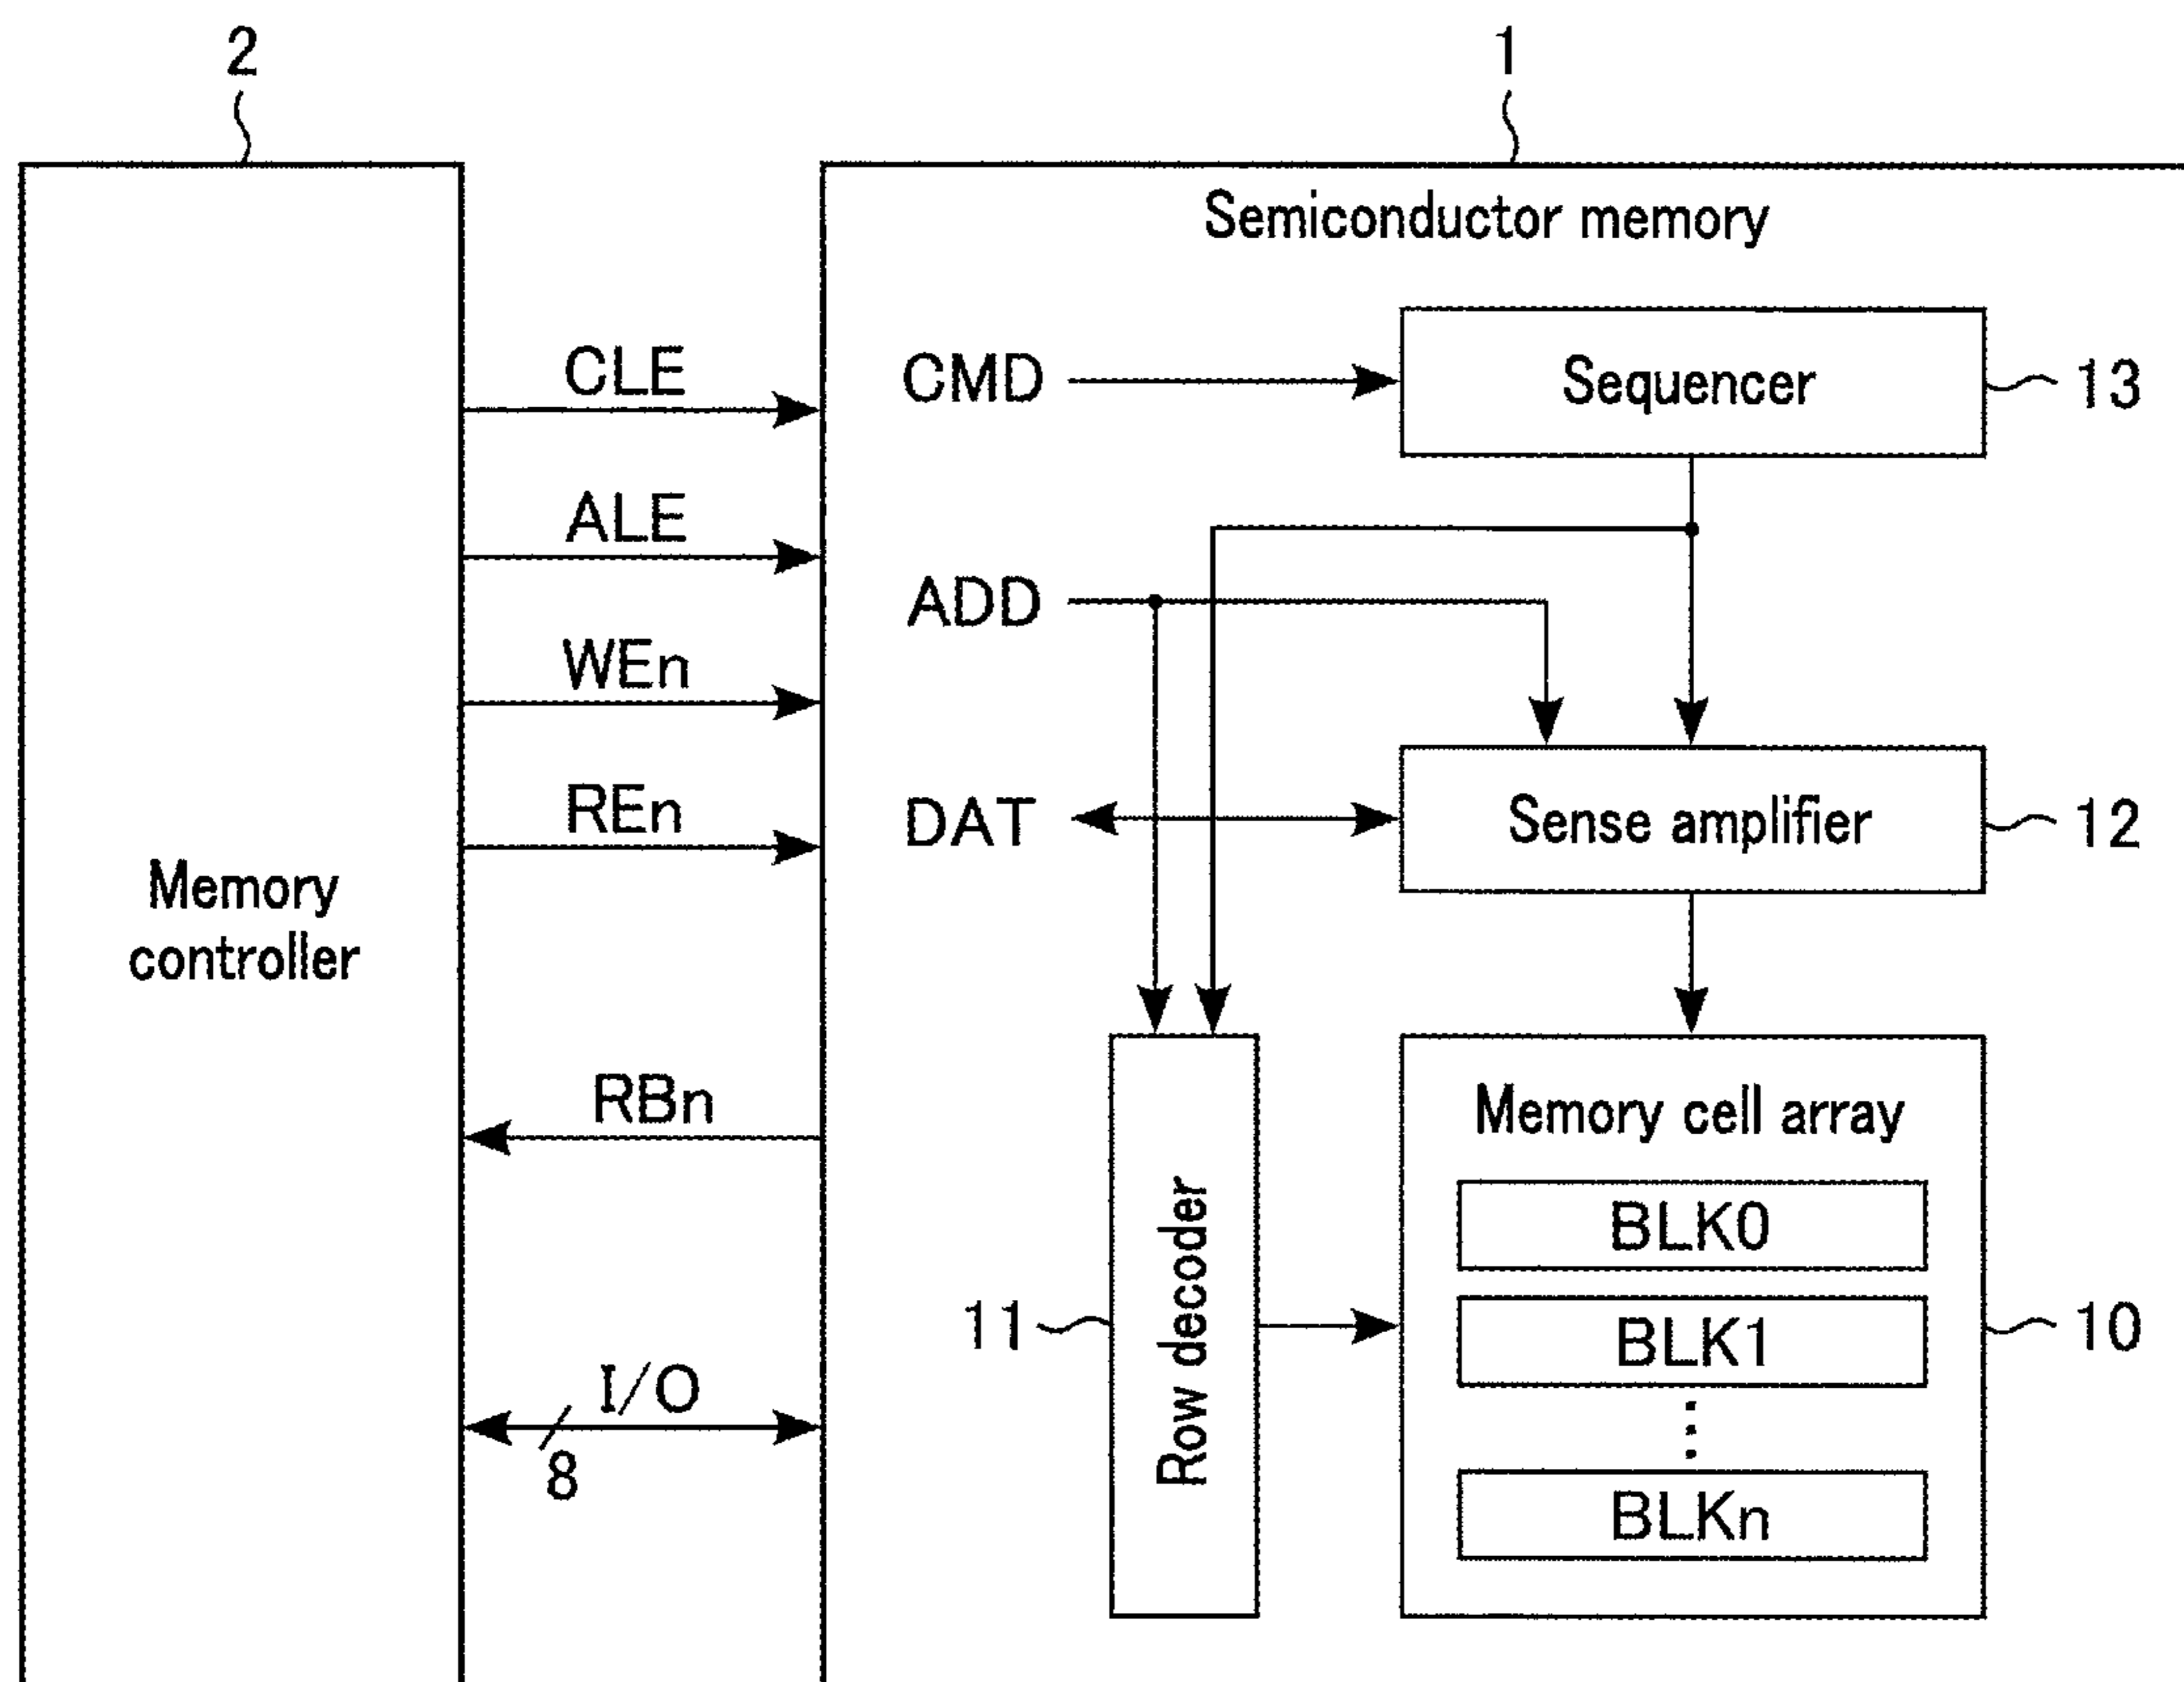 2
1
Semiconductor memory
CLE
CMD
Sequencer
13
ALE
ADD
WEn
REn
DAT
Sense amplifier
12
Memory
controller
RBn
Memory cell array
BLK0
11
Row decoder
BLK1
10
I/O
8
BLKn